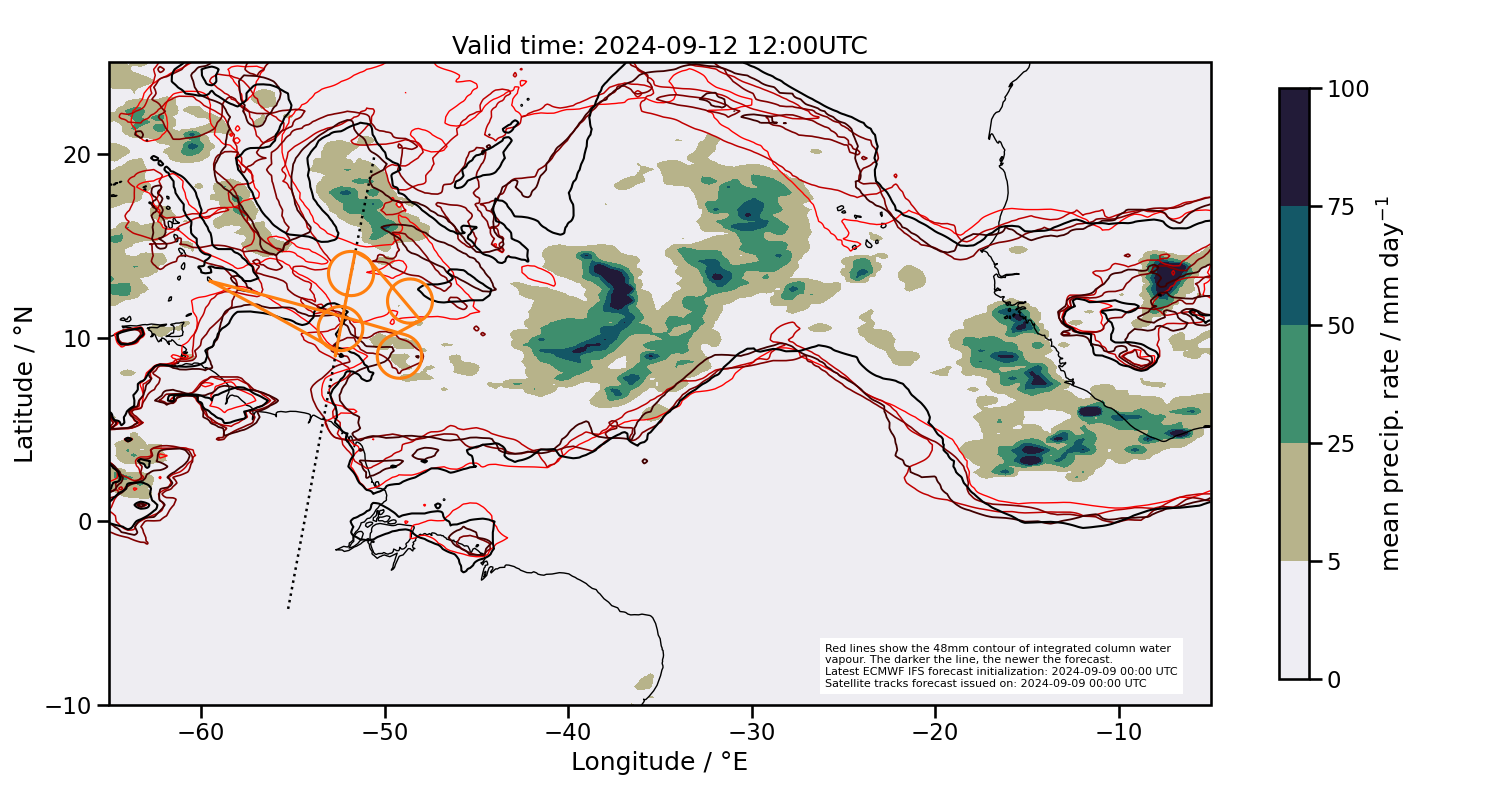 Valid time: 2024-09-12 12:00UTC
20
10
0
−10
Latitude / °N
−60
−50
−40
−30
−20
−10
Longitude / °E
Red lines show the 48mm contour of integrated column water
vapour. The darker the line, the newer the forecast.
Latest ECMWF IFS forecast initialization: 2024-09-09 00:00 UTC
Satellite tracks forecast issued on: 2024-09-09 00:00 UTC
100
75
50
25
5
0
mean precip. rate / mm day⁻¹